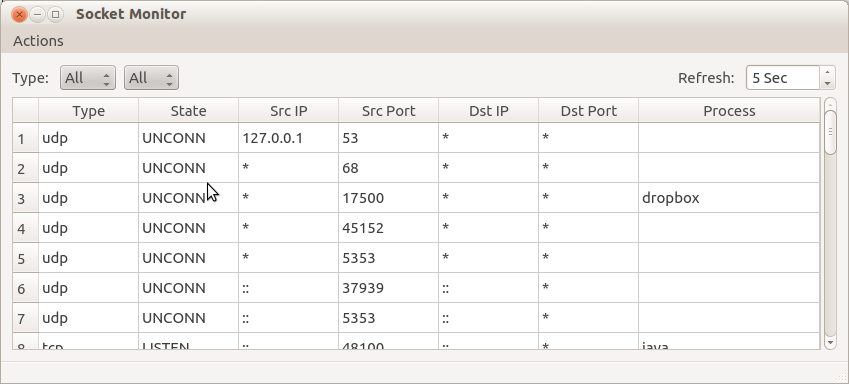 Socket Monitor
Actions
Type: All All Refresh: 5 Sec
Type State Src IP Src Port Dst IP Dst Port Process
1 udp UNCONN 127.0.0.1 53 * *
2 udp UNCONN * 68 * *
3 udp UNCONN * 17500 * * dropbox
4 udp UNCONN * 45152 * *
5 udp UNCONN * 5353 * *
6 udp UNCONN :: 37939 :: *
7 udp UNCONN :: 5353 :: *
8 tcp LISTEN :: 48100 :: * java